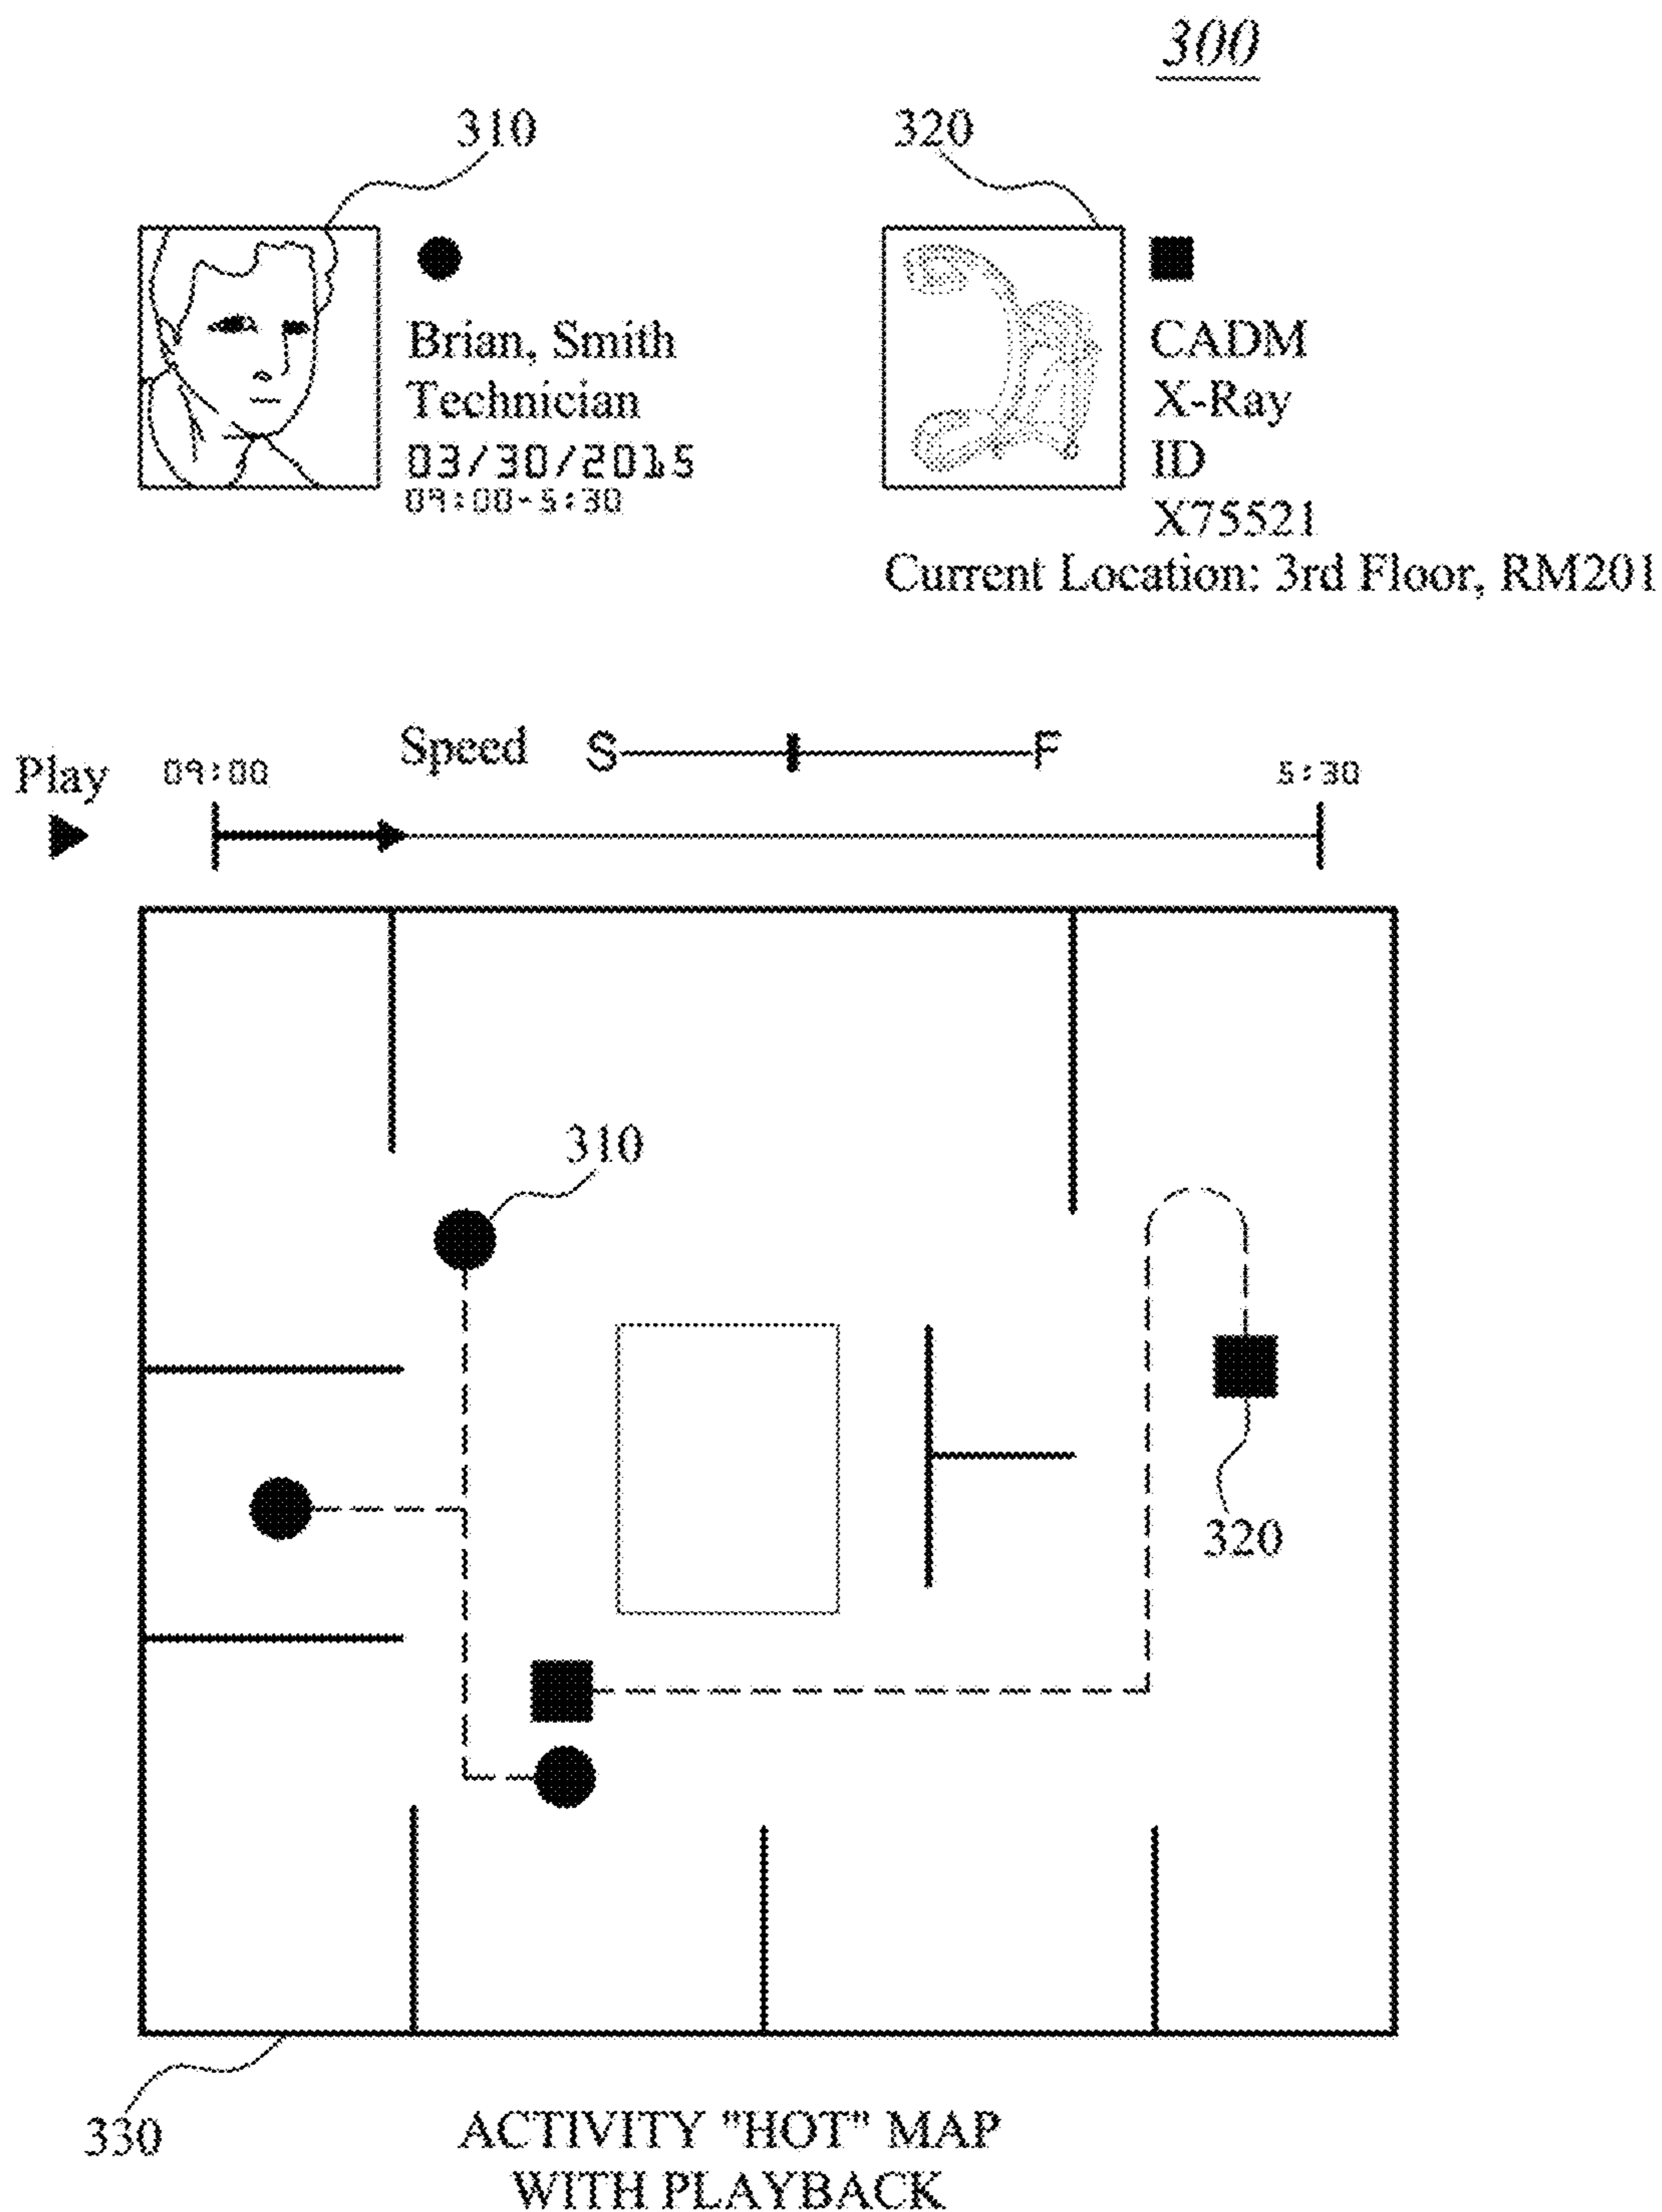 300
310
320
Brian, Smith
Technician
03/30/2015
09:00-5:30
CADM
X-Ray
ID
X75521
Current Location: 3rd Floor, RM201
Speed S F
Play 09:00 5:30
310
320
330
ACTIVITY "HOT" MAP
WITH PLAYBACK